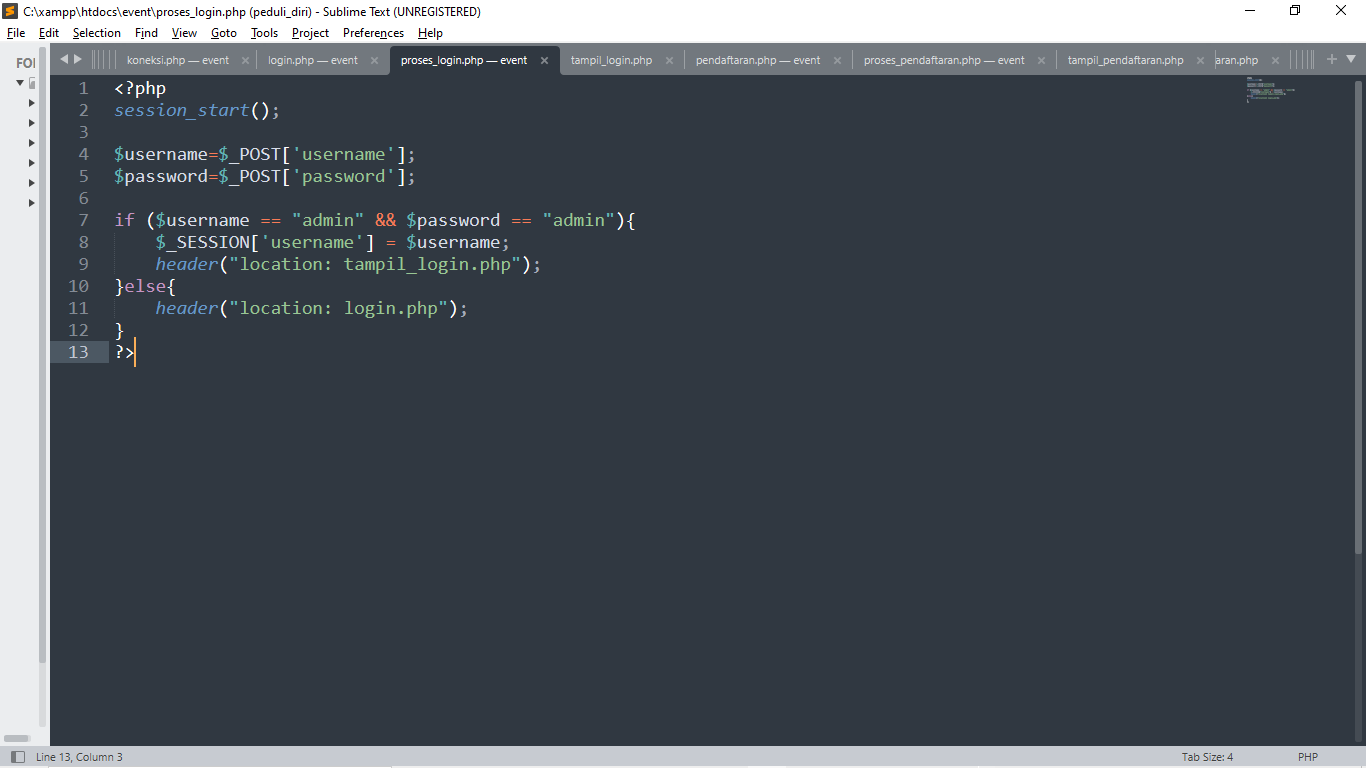 C:\xampp\htdocs\event\proses_login.php (peduli_diri) - Sublime Text (UNREGISTERED)
File Edit Selection Find View Goto Tools Project Preferences Help
FOI
koneksi.php — event login.php — event proses_login.php — event tampil_login.php pendaftaran.php — event proses_pendaftaran.php — event tampil_pendaftaran.php aran.php
1 <?php
2 session_start();
3
4 $username=$_POST['username'];
5 $password=$_POST['password'];
6
7 if ($username == "admin" && $password == "admin"){
8     $_SESSION['username'] = $username;
9     header("location: tampil_login.php");
10 }else{
11     header("location: login.php");
12 }
13 ?>
Line 13, Column 3 Tab Size: 4 PHP